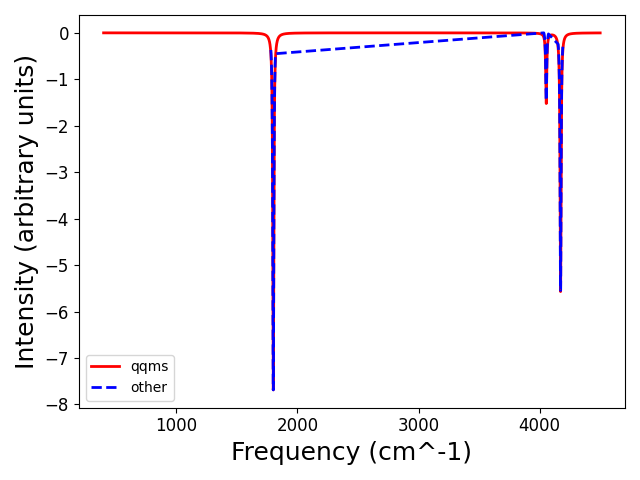 Intensity (arbitrary units)
0
−1
−2
−3
−4
−5
−6
−7
−8
qqms
other
1000 2000 3000 4000
Frequency (cm^-1)